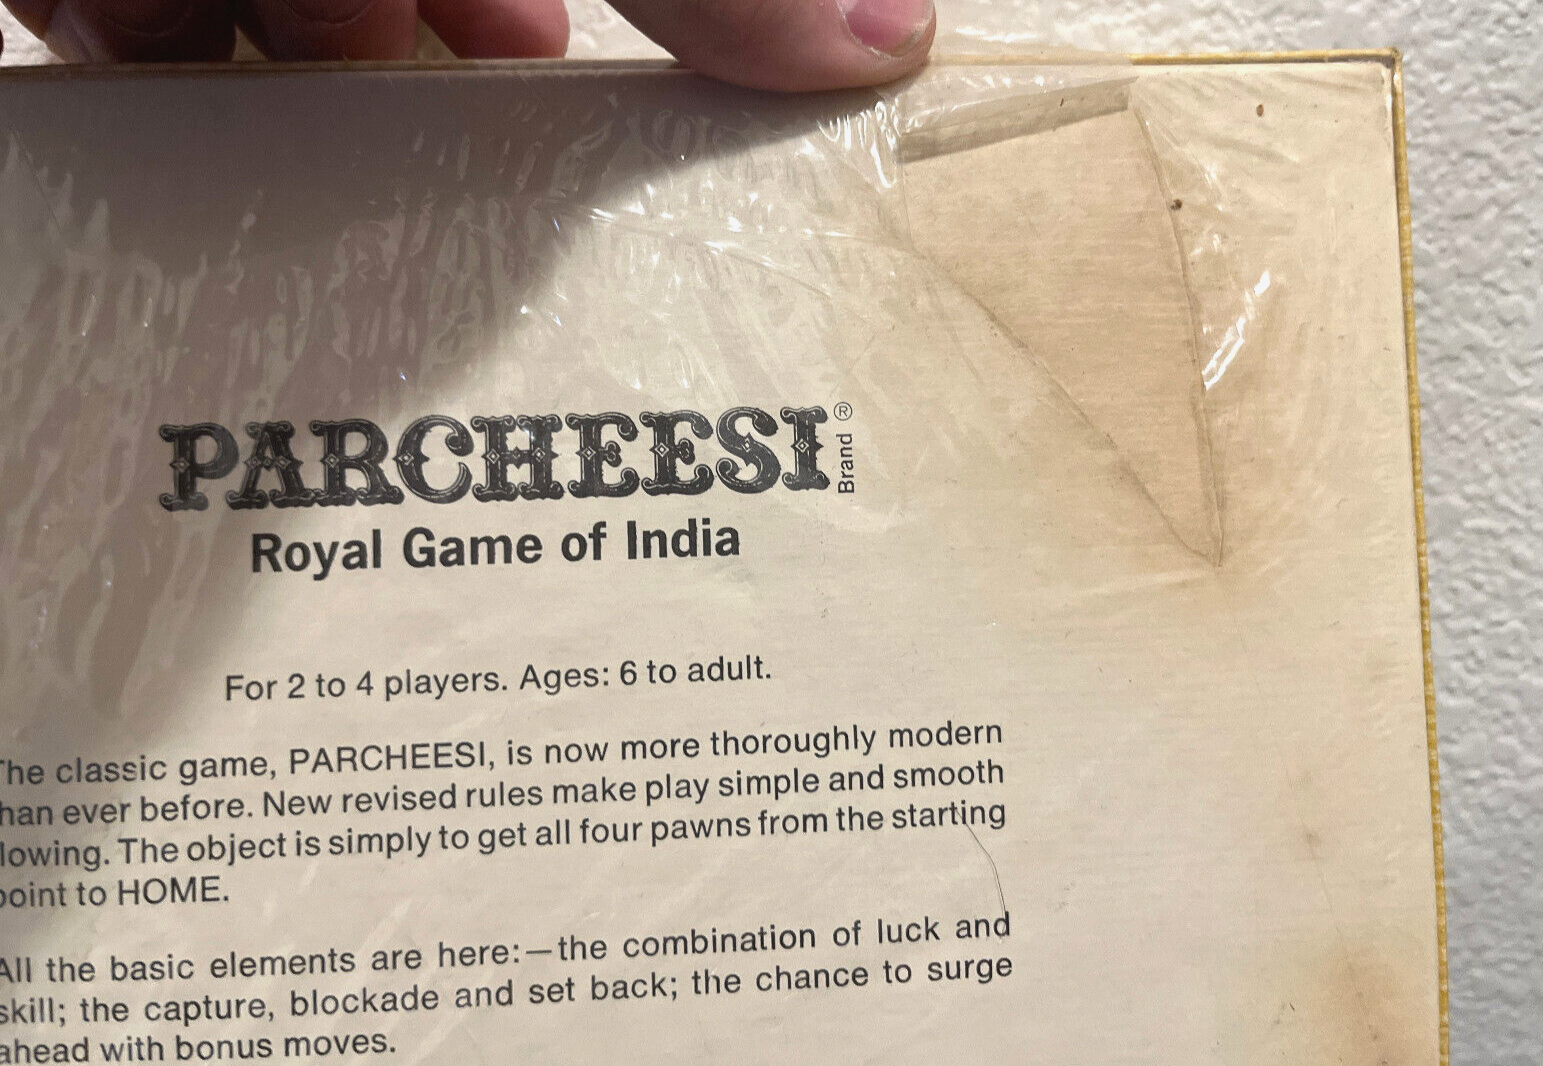 PARCHEESI®
Brand
Royal Game of India
For 2 to 4 players. Ages: 6 to adult.
The classic game, PARCHEESI, is now more thoroughly modern
han ever before. New revised rules make play simple and smooth
lowing. The object is simply to get all four pawns from the starting
point to HOME.
All the basic elements are here:—the combination of luck and
skill; the capture, blockade and set back; the chance to surge
ahead with bonus moves.